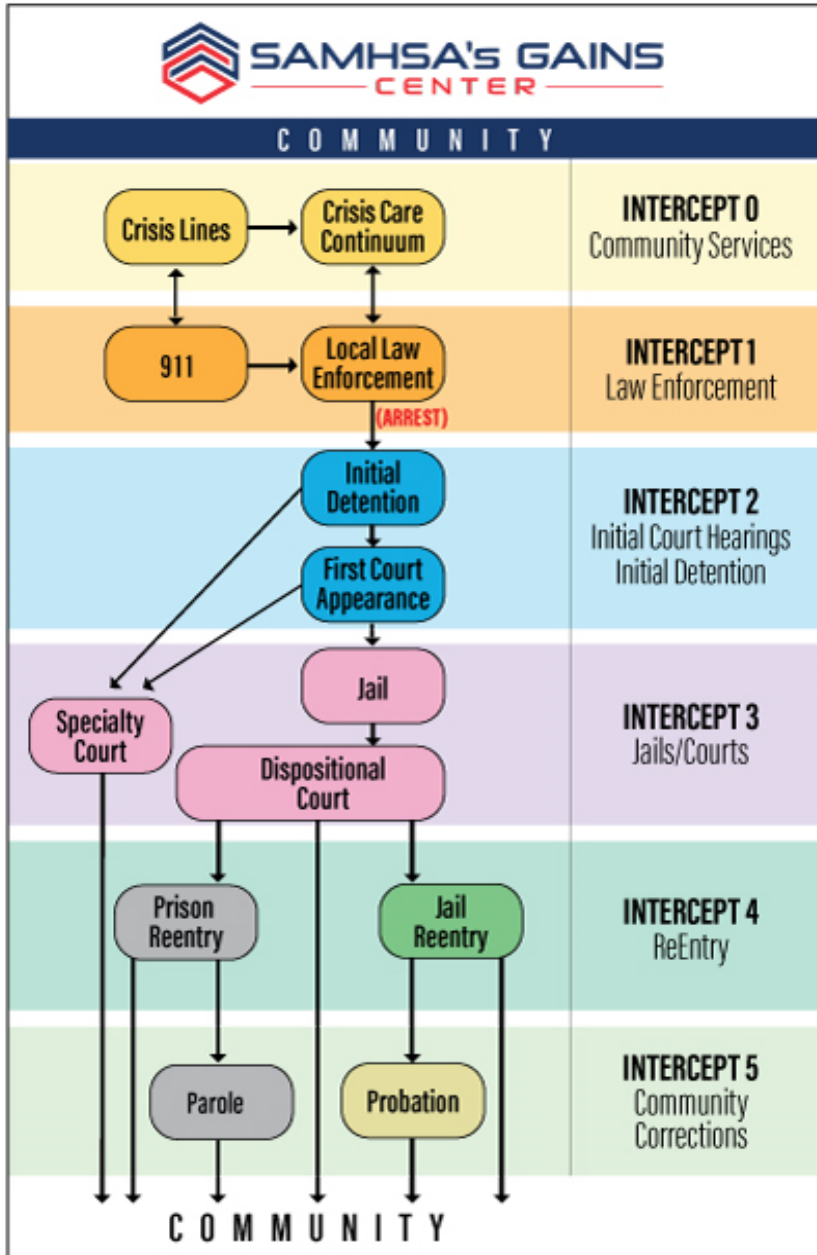 SAMHSA's GAINS
CENTER
COMMUNITY
Crisis Lines
Crisis Care
Continuum
INTERCEPT 0
Community Services
911
Local Law
Enforcement
INTERCEPT 1
Law Enforcement
(ARREST)
Initial
Detention
First Court
Appearance
INTERCEPT 2
Initial Court Hearings
Initial Detention
Jail
Specialty
Court
Dispositional
Court
INTERCEPT 3
Jails/Courts
Prison
Reentry
Jail
Reentry
INTERCEPT 4
ReEntry
Parole
Probation
INTERCEPT 5
Community
Corrections
COMMUNITY